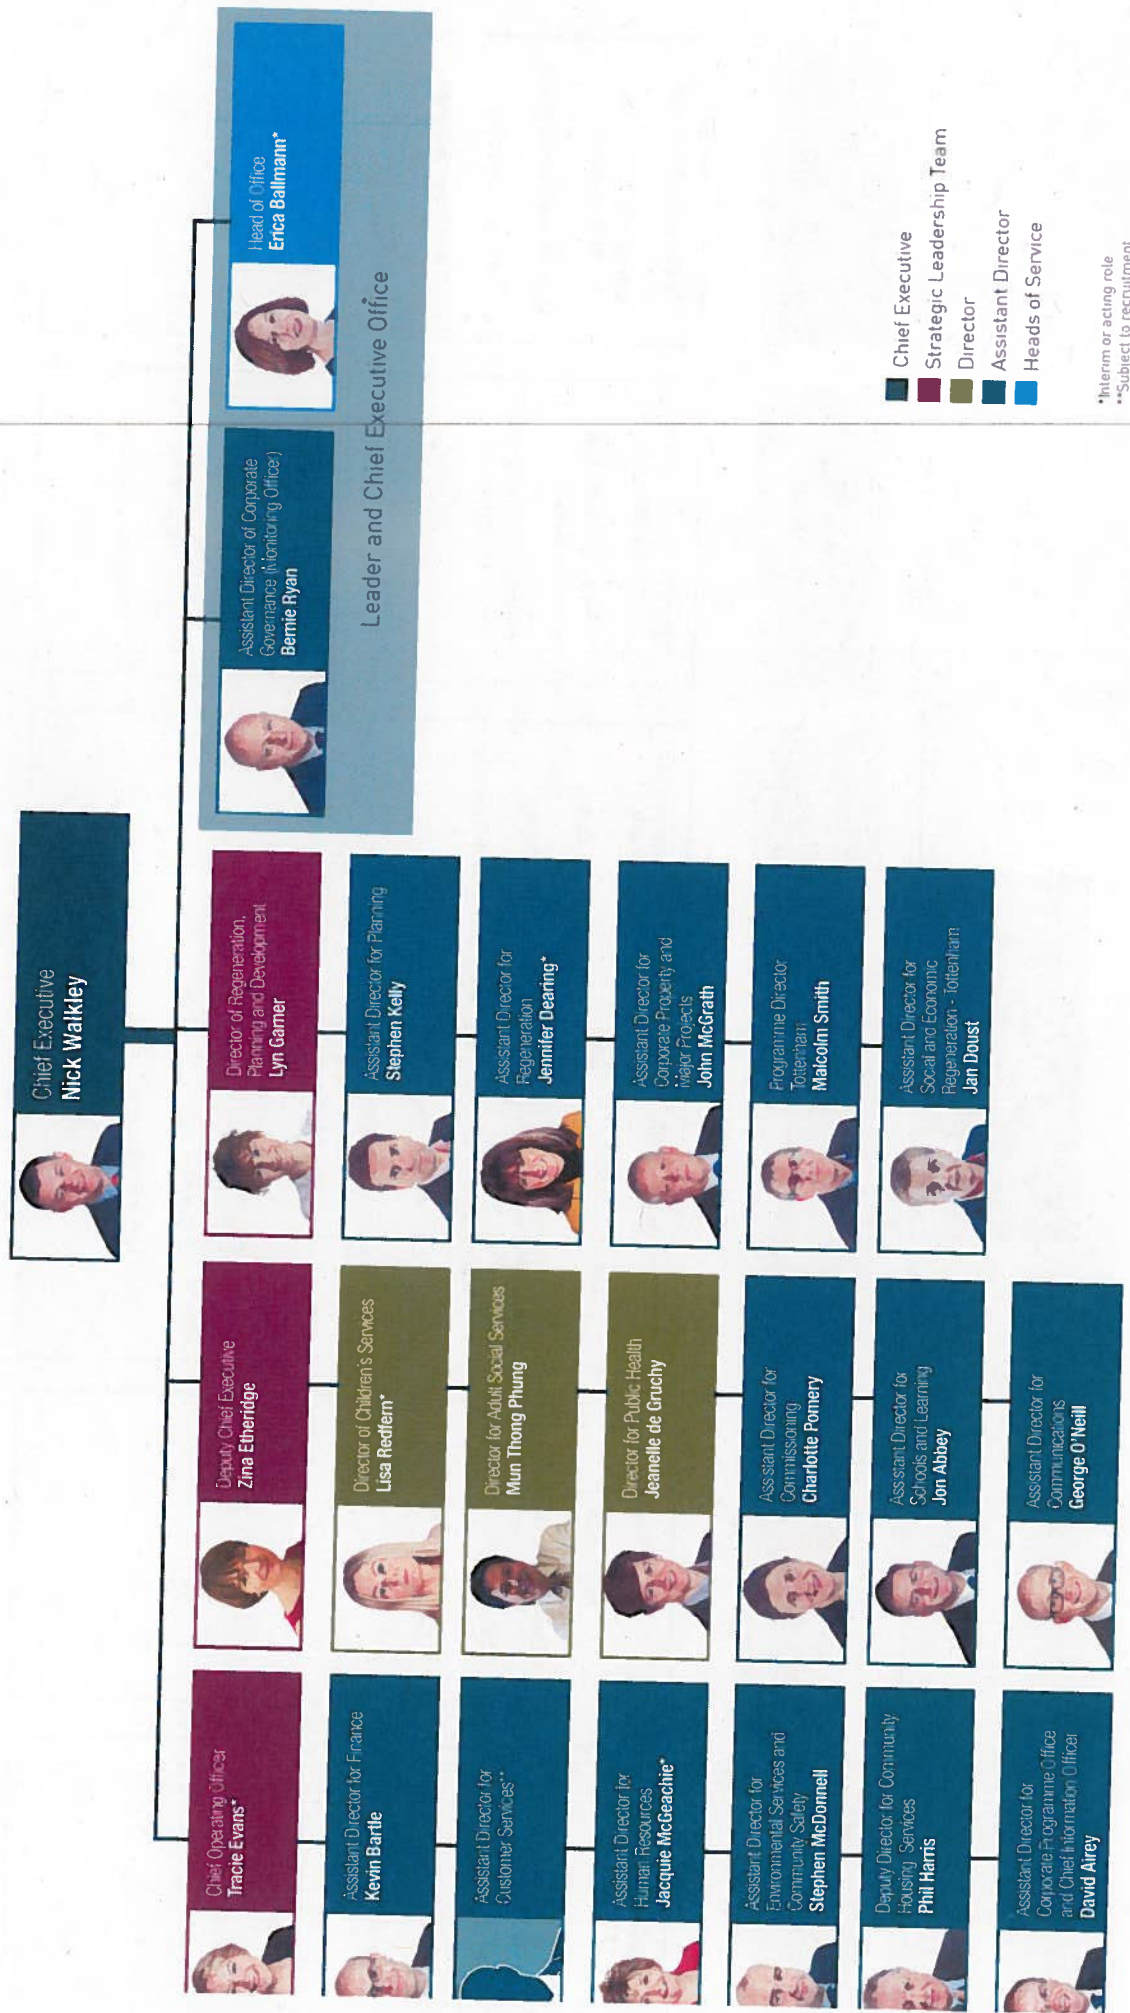 Chief Executive
Nick Walkley
Chief Operating Officer
Tracie Evans*
Assistant Director for Finance
Kevin Bartle
Assistant Director for
Customer Services**
Assistant Director for
Human Resources
Jacquie McGeachie*
Assistant Director for
Environmental Services and
Community Safety
Stephen McDonnell
Deputy Director for Community
Housing Services
Phil Harris
Assistant Director for
Corporate Programme Office
and Chief Information Officer
David Airey
Deputy Chief Executive
Zina Etheridge
Director of Children's Services
Lisa Redfern*
Director for Adult Social Services
Mun Thong Phung
Director for Public Health
Jeanelle de Gruchy
Assistant Director for
Commissioning
Charlotte Pomery
Assistant Director for
Schools and Learning
Jon Abbey
Assistant Director for
Communications
George O'Neill
Director of Regeneration,
Planning and Development
Lyn Garner
Assistant Director for Planning
Stephen Kelly
Assistant Director for
Regeneration
Jennifer Dearing*
Assistant Director for
Corporate Property and
Major Projects
John McGrath
Programme Director
Tottenham
Malcolm Smith
Assistant Director for
Social and Economic
Regeneration - Tottenham
Jan Doust
Assistant Director of Corporate
Governance (Monitoring Officer)
Bernie Ryan
Head of Office
Erica Ballmann*
Leader and Chief Executive Office
Chief Executive
Strategic Leadership Team
Director
Assistant Director
Heads of Service
*Interim or acting role
**Subject to recruitment